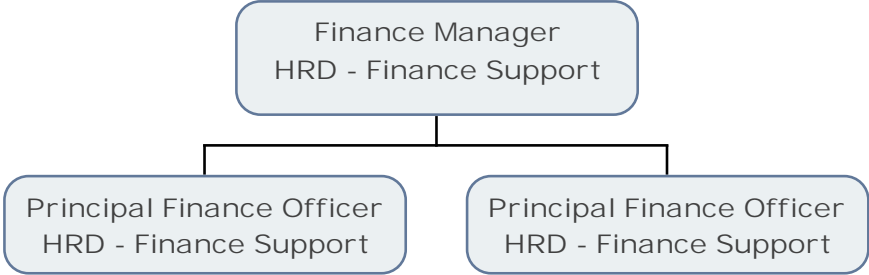 Finance Manager
HRD - Finance Support
Principal Finance Officer
HRD - Finance Support
Principal Finance Officer
HRD - Finance Support